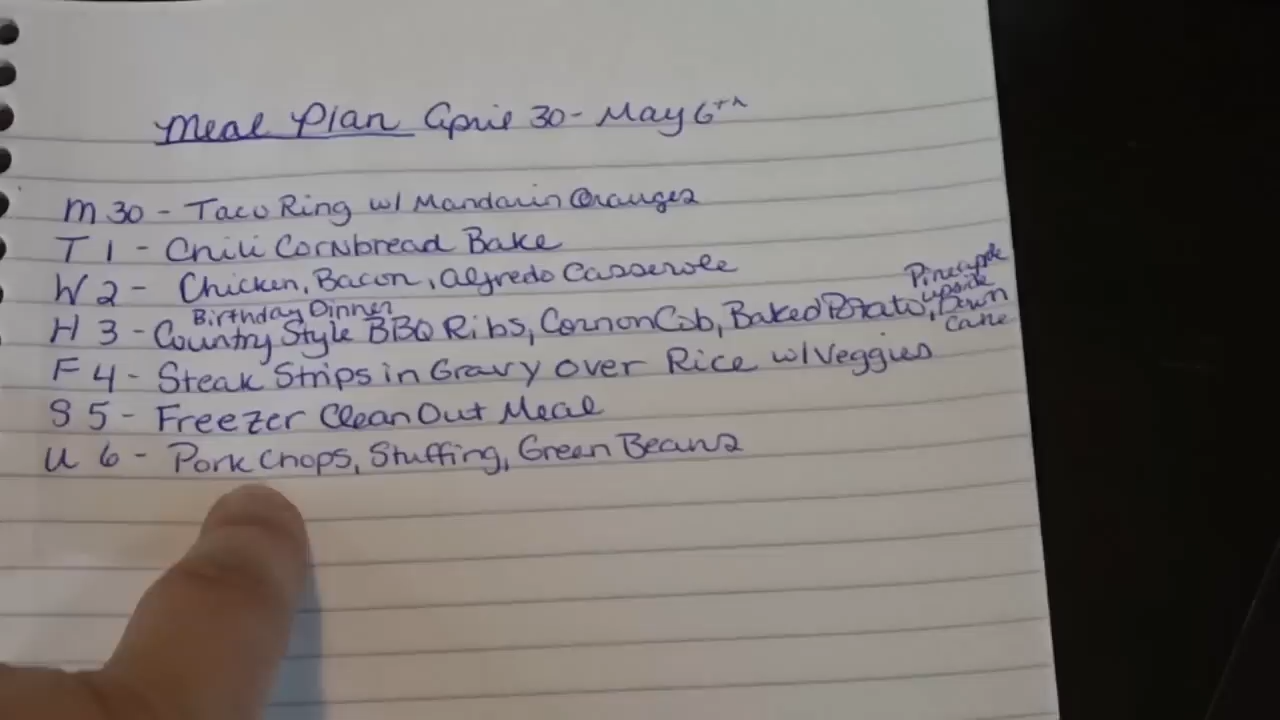 Meal Plan April 30 - May 6th
M 30 - Taco Ring w/ Mandarin Oranges
T 1 - Chili Cornbread Bake
W 2 - Chicken, Bacon, Alfredo Casserole
Birthday Dinner
H 3 - Country Style BBQ Ribs, Corn on Cob, Baked Potato, Pineapple upside Down Cake
F 4 - Steak Strips in Gravy over Rice w/ Veggies
S 5 - Freezer Clean Out Meal
U 6 - Pork Chops, Stuffing, Green Beans